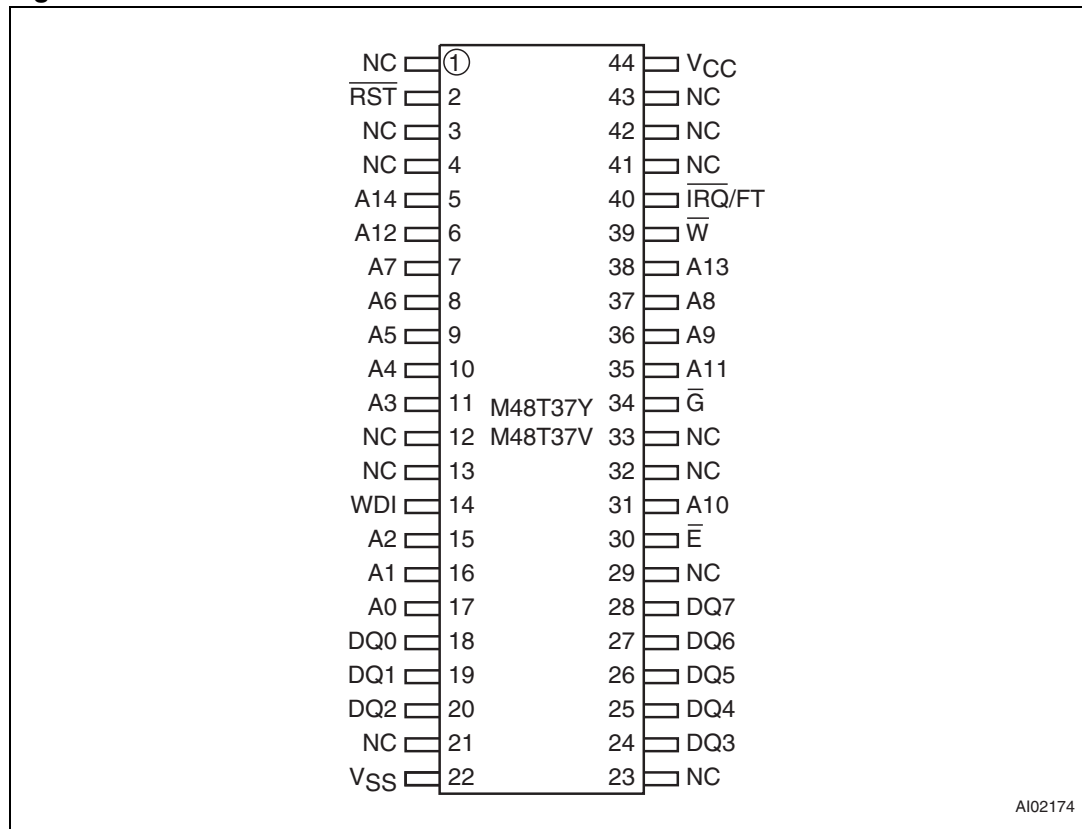 NC 1 44 VCC
R̅S̅T̅ 2 43 NC
NC 3 42 NC
NC 4 41 NC
A14 5 40 I̅R̅Q̅/FT
A12 6 39 W̅
A7 7 38 A13
A6 8 37 A8
A5 9 36 A9
A4 10 35 A11
A3 11 M48T37Y 34 G̅
NC 12 M48T37V 33 NC
NC 13 32 NC
WDI 14 31 A10
A2 15 30 E̅
A1 16 29 NC
A0 17 28 DQ7
DQ0 18 27 DQ6
DQ1 19 26 DQ5
DQ2 20 25 DQ4
NC 21 24 DQ3
VSS 22 23 NC
AI02174